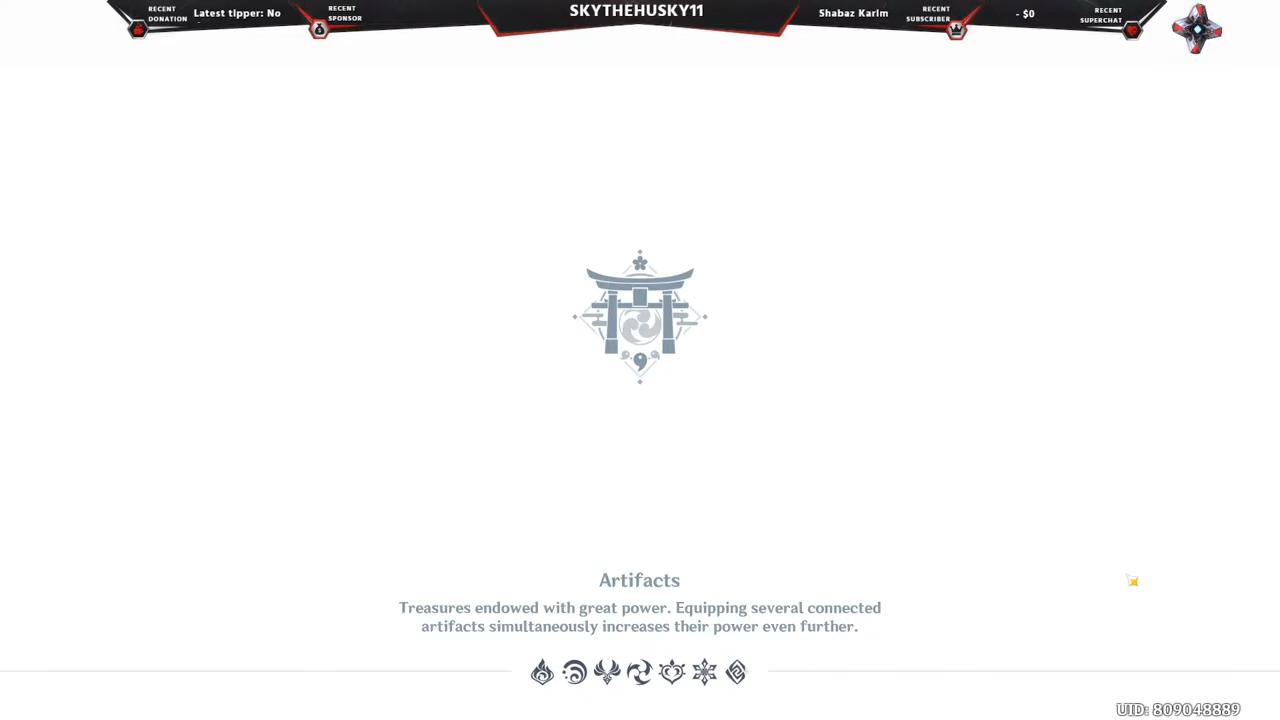 RECENT
DONATION
Latest tipper: No
RECENT
SPONSOR
SKYTHEHUSKY11
Shabaz Karim
RECENT
SUBSCRIBER
- $0
RECENT
SUPERCHAT
Artifacts
Treasures endowed with great power. Equipping several connected
artifacts simultaneously increases their power even further.
UID: 809048889